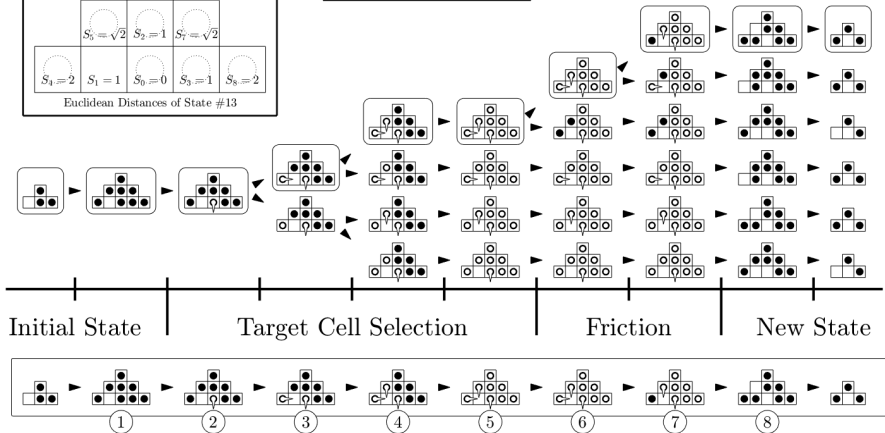 S₅ = √2 S₂ = 1 S₇ = √2
S₄ = 2 S₁ = 1 S₀ = 0 S₃ = 1 S₈ = 2
Euclidean Distances of State #13
Initial State Target Cell Selection Friction New State
1 2 3 4 5 6 7 8